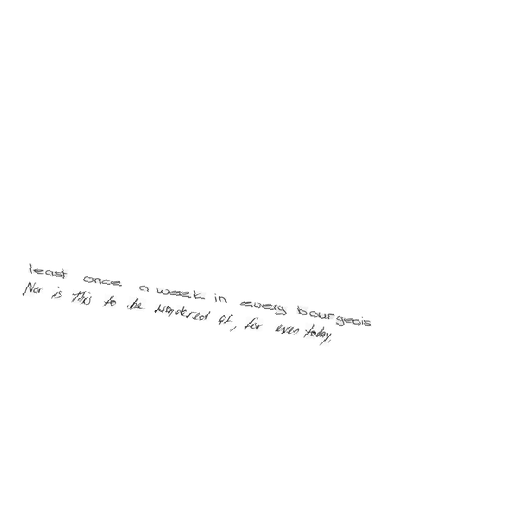 least once a week in every bourgeois
Nor is this to be wondered at, for even today,